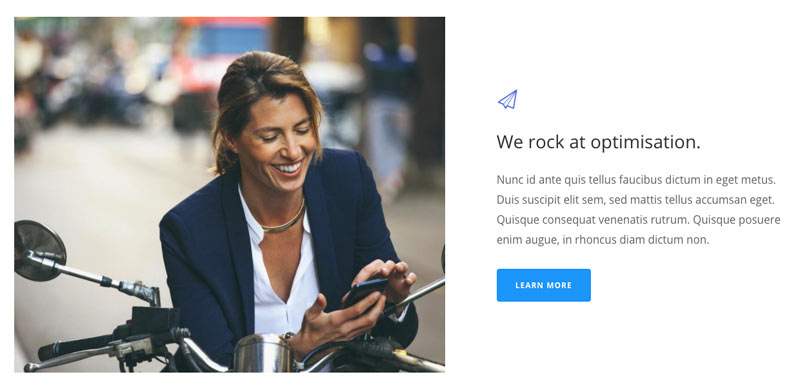 We rock at optimisation.
Nunc id ante quis tellus faucibus dictum in eget metus.
Duis suscipit elit sem, sed mattis tellus accumsan eget.
Quisque consequat venenatis rutrum. Quisque posuere
enim augue, in rhoncus diam dictum non.
LEARN MORE